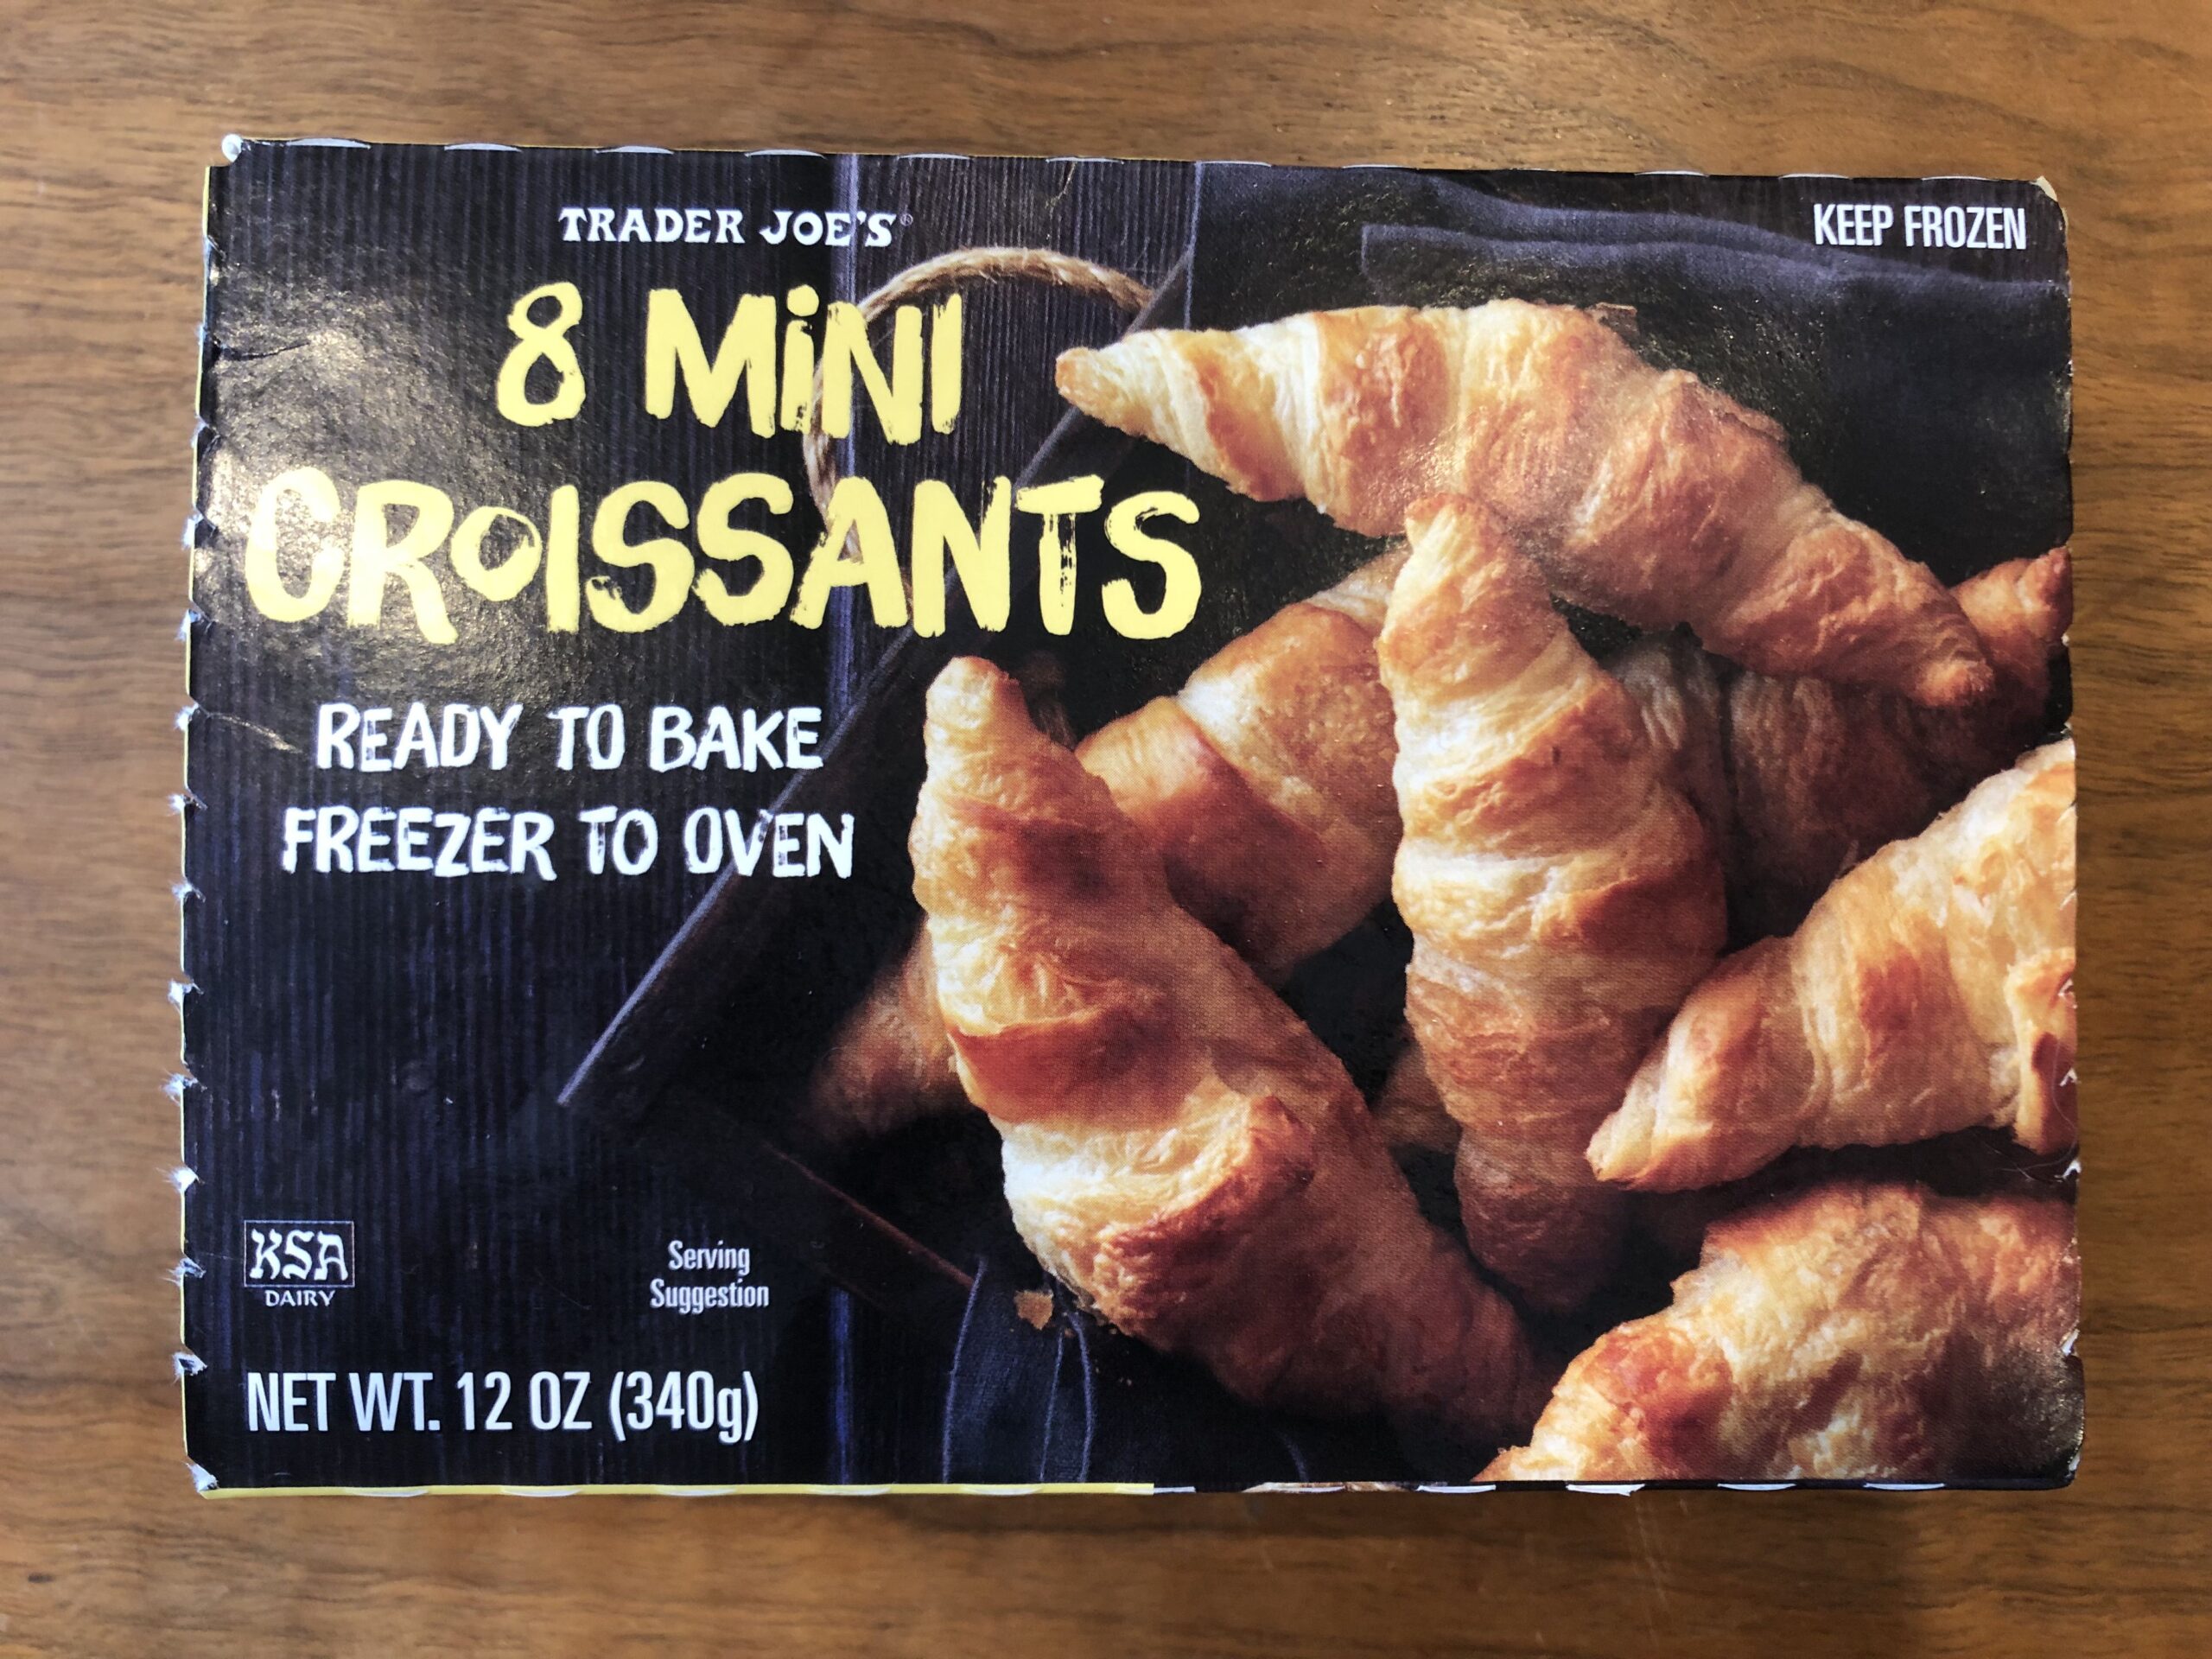 TRADER JOE'S®
KEEP FROZEN
8 MiNI
CROISSANTS
READY TO BAKE
FREEZER TO OVEN
KSA
DAIRY
Serving
Suggestion
NET WT. 12 OZ (340g)